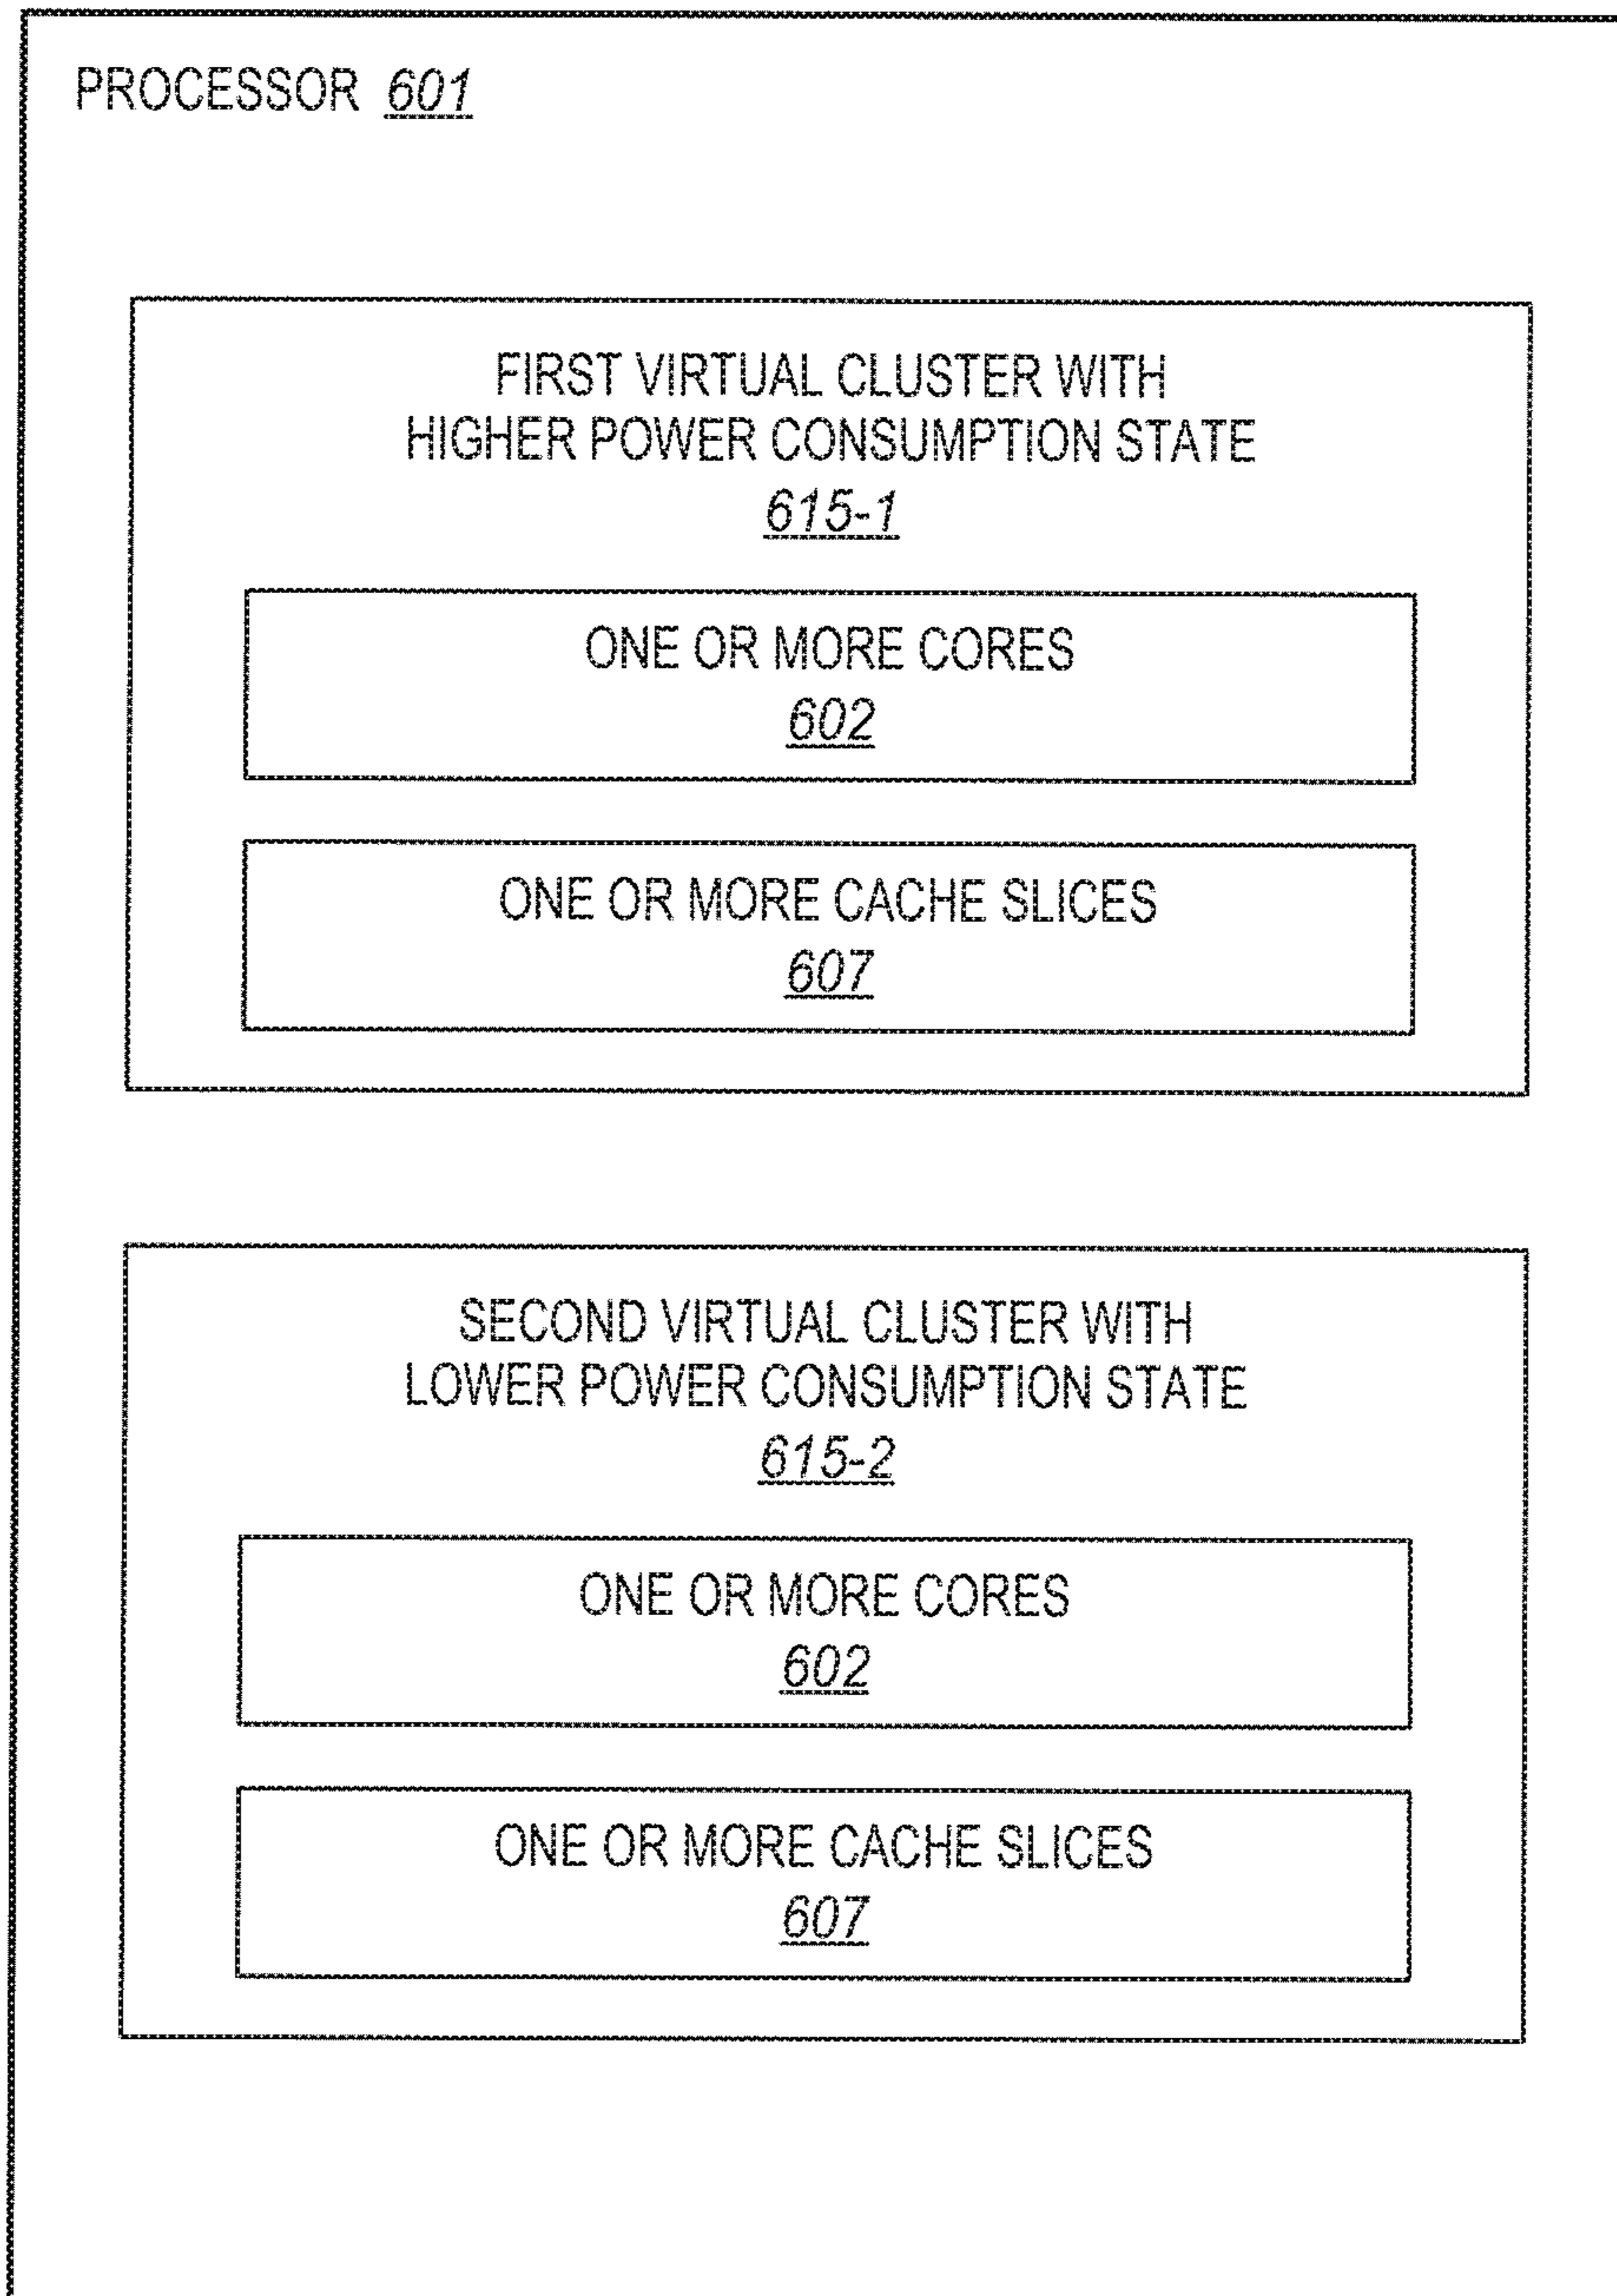 PROCESSOR 601
FIRST VIRTUAL CLUSTER WITH
HIGHER POWER CONSUMPTION STATE
615-1
ONE OR MORE CORES
602
ONE OR MORE CACHE SLICES
607
SECOND VIRTUAL CLUSTER WITH
LOWER POWER CONSUMPTION STATE
615-2
ONE OR MORE CORES
602
ONE OR MORE CACHE SLICES
607